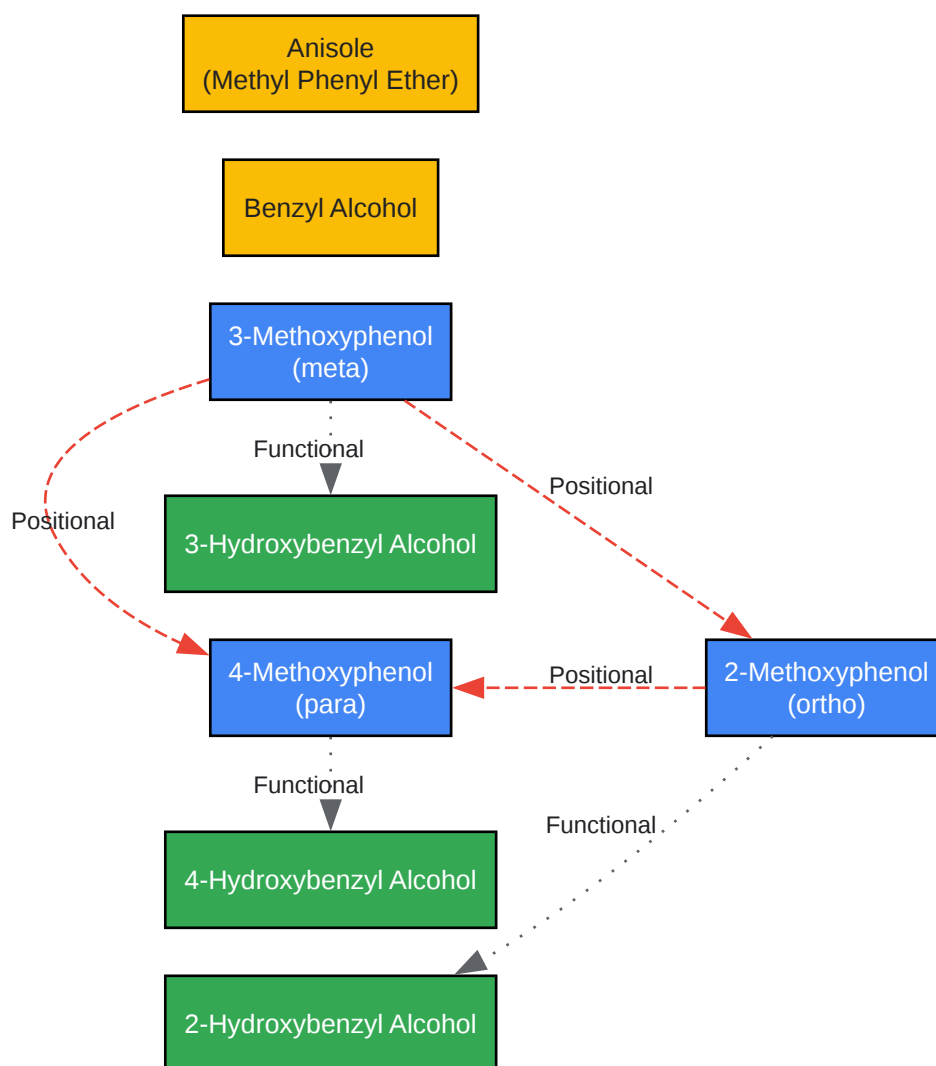 Anisole
(Methyl Phenyl Ether)
Benzyl Alcohol
3-Methoxyphenol
(meta)
Functional
Positional
Positional
3-Hydroxybenzyl Alcohol
4-Methoxyphenol
(para)
Positional
2-Methoxyphenol
(ortho)
Functional
Functional
4-Hydroxybenzyl Alcohol
2-Hydroxybenzyl Alcohol